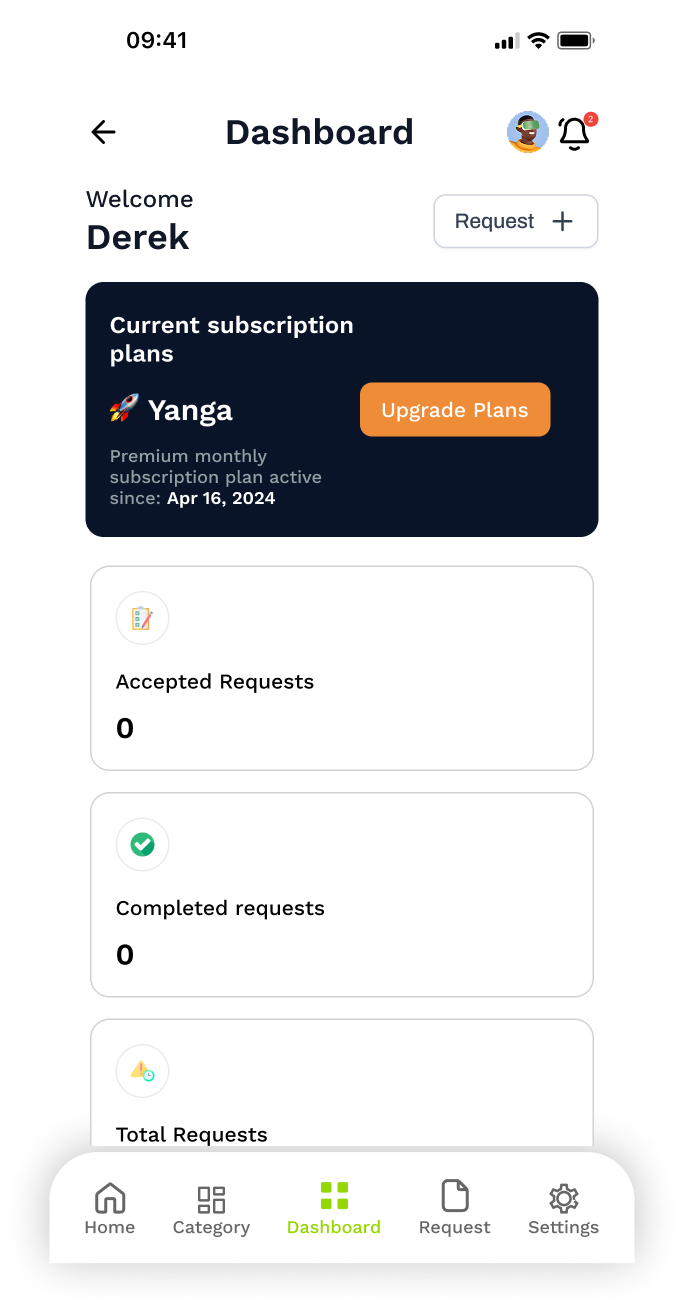 09:41
Dashboard
2
Welcome
Derek
Request
Current subscription
plans
Yanga
Upgrade Plans
Premium monthly
subscription plan active
since: Apr 16, 2024
Accepted Requests
0
Completed requests
0
Total Requests
Home Category Dashboard Request Settings